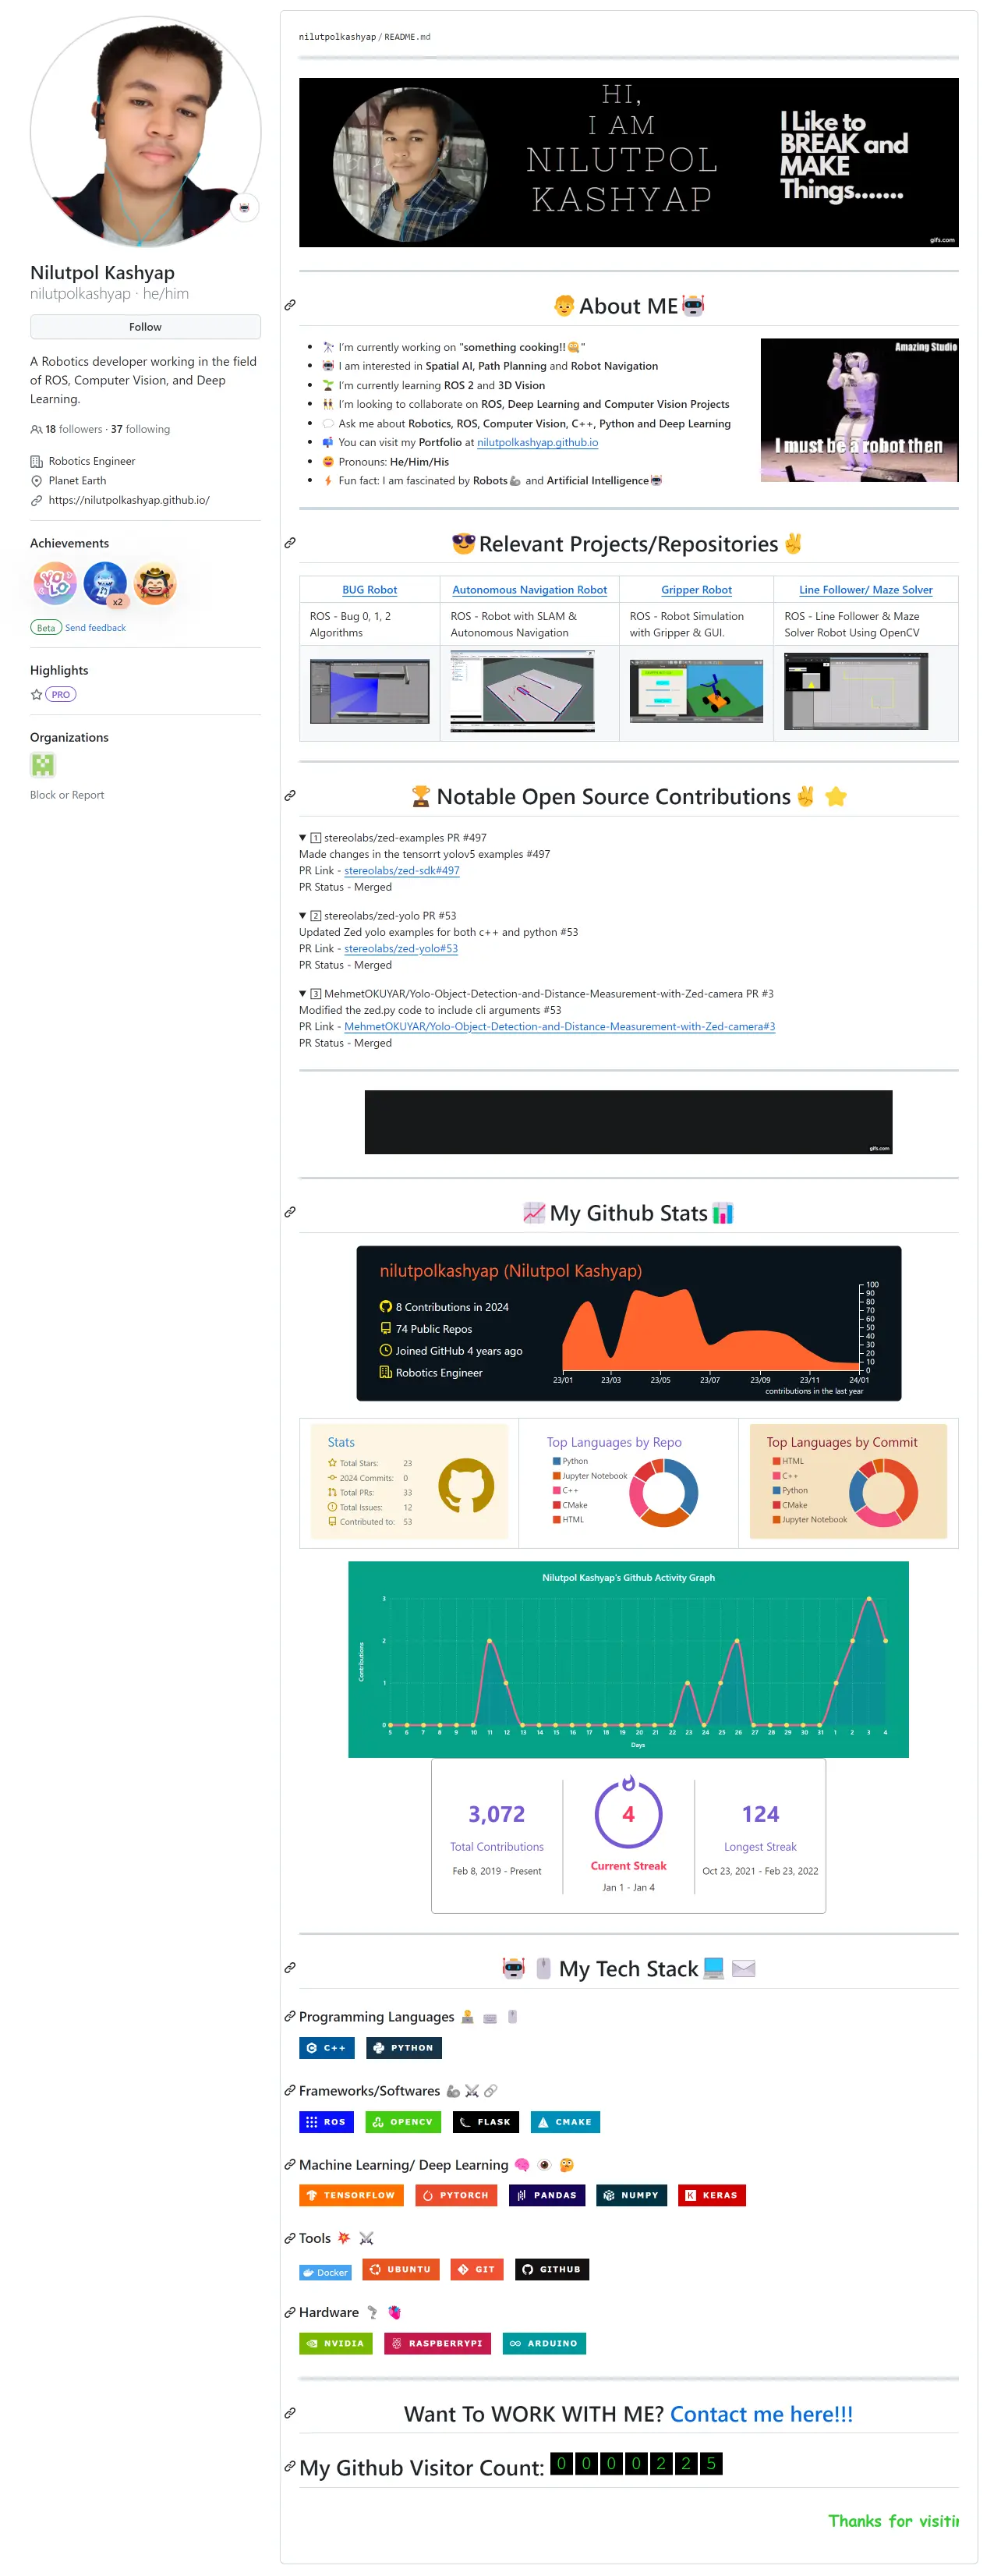 Nilutpol Kashyap
nilutpolkashyap · he/him
Follow
A Robotics developer working in the field
of ROS, Computer Vision, and Deep
Learning.
18 followers · 37 following
Robotics Engineer
Planet Earth
https://nilutpolkashyap.github.io/
Achievements
YOLO
x2
Beta Send feedback
Highlights
PRO
Organizations
Block or Report
nilutpolkashyap / README.md
HI,
I AM
NILUTPOL
KASHYAP
I Like to
BREAK and
MAKE
Things.......
gifs.com
About ME
I'm currently working on "something cooking!! "
I am interested in Spatial AI, Path Planning and Robot Navigation
I'm currently learning ROS 2 and 3D Vision
I'm looking to collaborate on ROS, Deep Learning and Computer Vision Projects
Ask me about Robotics, ROS, Computer Vision, C++, Python and Deep Learning
You can visit my Portfolio at nilutpolkashyap.github.io
Pronouns: He/Him/His
Fun fact: I am fascinated by Robots and Artificial Intelligence
Amazing Studio
I must be a robot then
Relevant Projects/Repositories
BUG Robot
Autonomous Navigation Robot
Gripper Robot
Line Follower/ Maze Solver
ROS - Bug 0, 1, 2
Algorithms
ROS - Robot with SLAM &
Autonomous Navigation
ROS - Robot Simulation
with Gripper & GUI.
ROS - Line Follower & Maze
Solver Robot Using OpenCV
Notable Open Source Contributions
1 stereolabs/zed-examples PR #497
Made changes in the tensorrt yolov5 examples #497
PR Link - stereolabs/zed-sdk#497
PR Status - Merged
2 stereolabs/zed-yolo PR #53
Updated Zed yolo examples for both c++ and python #53
PR Link - stereolabs/zed-yolo#53
PR Status - Merged
3 MehmetOKUYAR/Yolo-Object-Detection-and-Distance-Measurement-with-Zed-camera PR #3
Modified the zed.py code to include cli arguments #53
PR Link - MehmetOKUYAR/Yolo-Object-Detection-and-Distance-Measurement-with-Zed-camera#3
PR Status - Merged
gifs.com
My Github Stats
nilutpolkashyap (Nilutpol Kashyap)
8 Contributions in 2024
74 Public Repos
Joined GitHub 4 years ago
Robotics Engineer
100
90
80
70
60
50
40
30
20
10
0
23/01 23/03 23/05 23/07 23/09 23/11 24/01
contributions in the last year
Stats
Total Stars: 23
2024 Commits: 0
Total PRs: 33
Total Issues: 12
Contributed to: 53
Top Languages by Repo
Python
Jupyter Notebook
C++
CMake
HTML
Top Languages by Commit
HTML
C++
Python
CMake
Jupyter Notebook
Nilutpol Kashyap's Github Activity Graph
Contributions
3
2
1
0
5 6 7 8 9 10 11 12 13 14 15 16 17 18 19 20 21 22 23 24 25 26 27 28 29 30 31 1 2 3 4
Days
3,072
Total Contributions
Feb 8, 2019 - Present
4
Current Streak
Jan 1 - Jan 4
124
Longest Streak
Oct 23, 2021 - Feb 23, 2022
My Tech Stack
Programming Languages
C++ PYTHON
Frameworks/Softwares
ROS OPENCV FLASK CMAKE
Machine Learning/ Deep Learning
TENSORFLOW PYTORCH PANDAS NUMPY KERAS
Tools
Docker UBUNTU GIT GITHUB
Hardware
NVIDIA RASPBERRYPI ARDUINO
Want To WORK WITH ME? Contact me here!!!
My Github Visitor Count: 0000225
Thanks for visitin